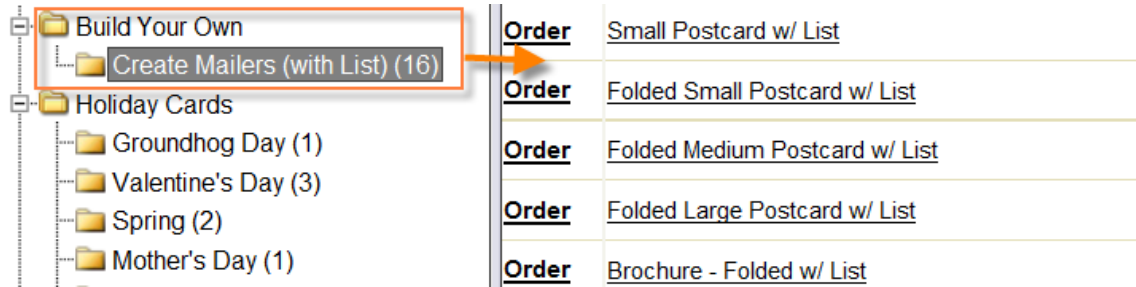 Build Your Own
Create Mailers (with List) (16)
Holiday Cards
Groundhog Day (1)
Valentine's Day (3)
Spring (2)
Mother's Day (1)
Order Small Postcard w/ List
Order Folded Small Postcard w/ List
Order Folded Medium Postcard w/ List
Order Folded Large Postcard w/ List
Order Brochure - Folded w/ List